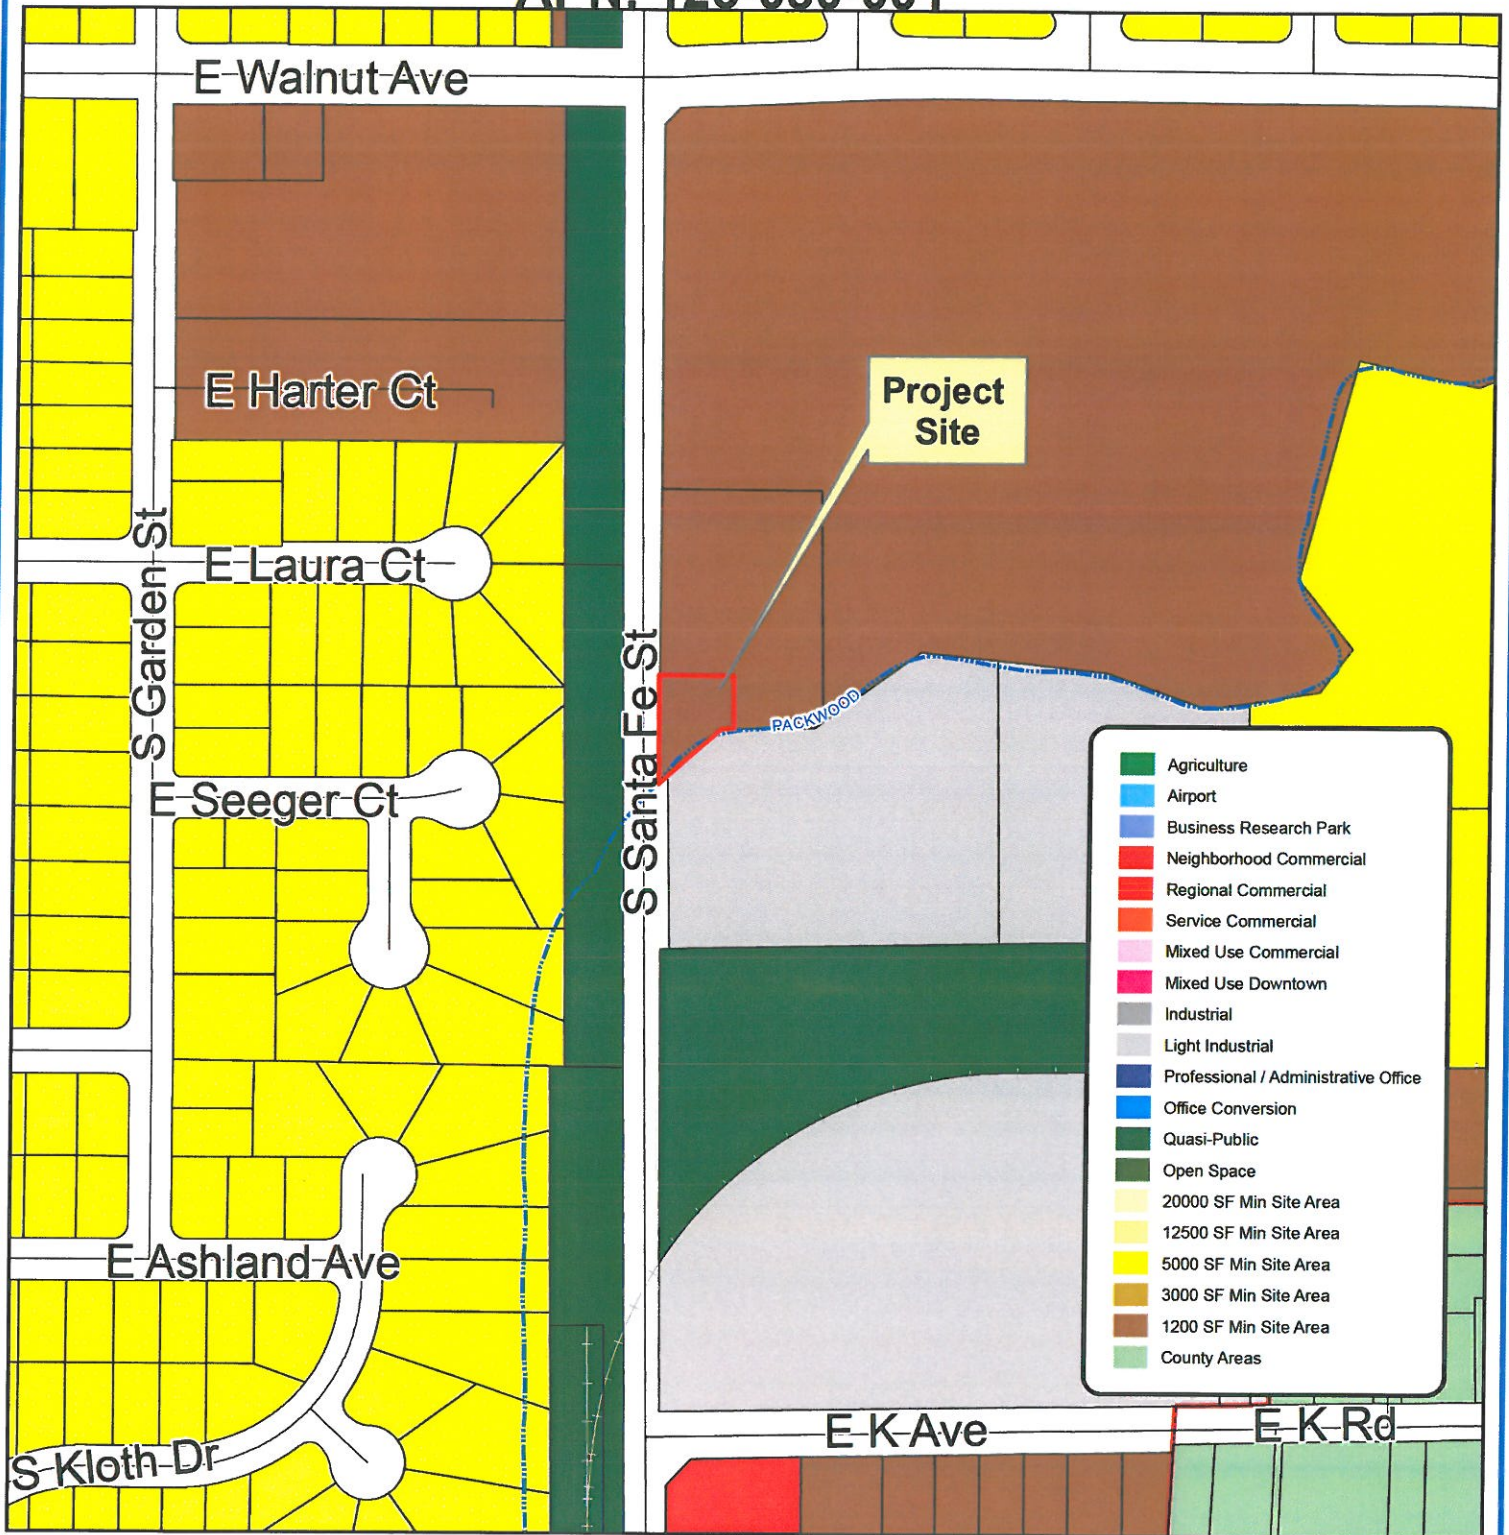 E Walnut Ave
E Harter Ct
Project
Site
S Garden St
E Laura Ct
S Santa Fe St
PACKWOOD
E Seeger Ct
Agriculture
Airport
Business Research Park
Neighborhood Commercial
Regional Commercial
Service Commercial
Mixed Use Commercial
Mixed Use Downtown
Industrial
Light Industrial
Professional / Administrative Office
Office Conversion
Quasi-Public
Open Space
20000 SF Min Site Area
12500 SF Min Site Area
5000 SF Min Site Area
3000 SF Min Site Area
1200 SF Min Site Area
County Areas
E Ashland Ave
E K Ave
E K Rd
S Kloth Dr